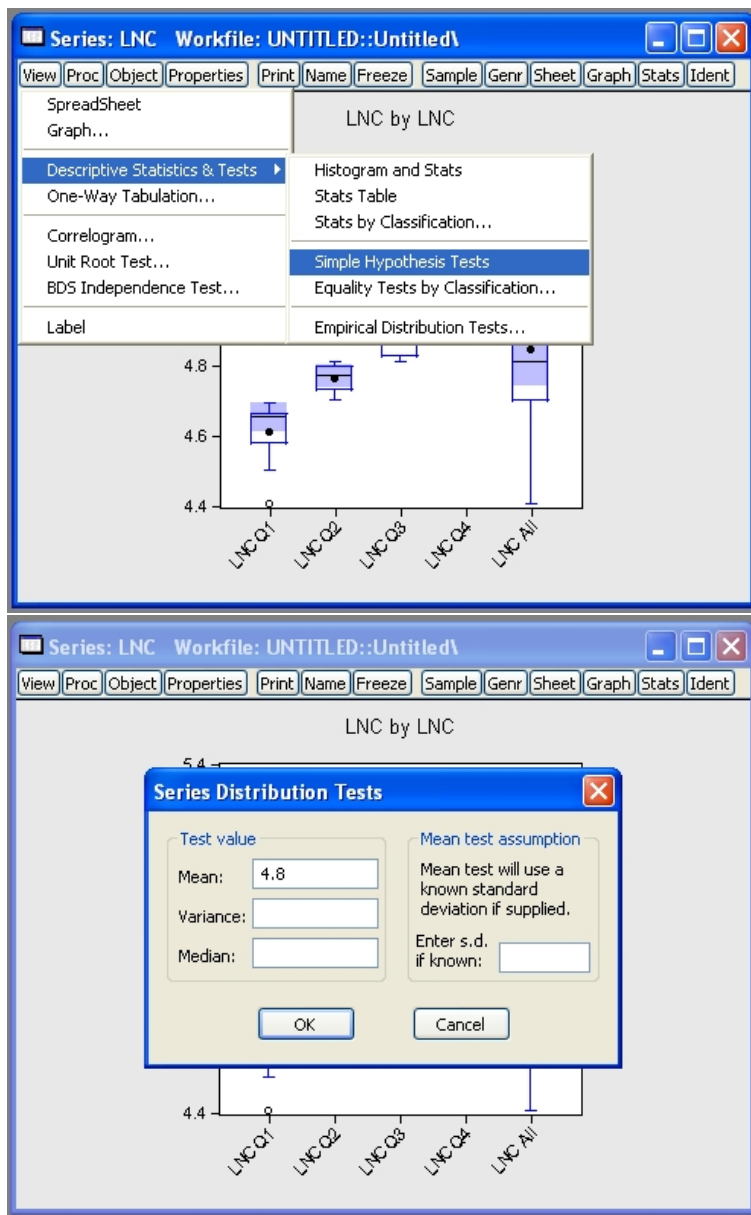 Series: LNC Workfile: UNTITLED::Untitled\
View Proc Object Properties Print Name Freeze Sample Genr Sheet Graph Stats Ident
SpreadSheet
Graph...
Descriptive Statistics & Tests
One-Way Tabulation...
Correlogram...
Unit Root Test...
BDS Independence Test...
Label
Histogram and Stats
Stats Table
Stats by Classification...
Simple Hypothesis Tests
Equality Tests by Classification...
Empirical Distribution Tests...
LNC by LNC
4.8
4.6
4.4
LNC Q1 LNC Q2 LNC Q3 LNC Q4 LNC All
Series: LNC Workfile: UNTITLED::Untitled\
View Proc Object Properties Print Name Freeze Sample Genr Sheet Graph Stats Ident
LNC by LNC
5.4
Series Distribution Tests
Test value
Mean: 4.8
Variance:
Median:
Mean test assumption
Mean test will use a
known standard
deviation if supplied.
Enter s.d.
if known:
OK Cancel
4.4
LNC Q1 LNC Q2 LNC Q3 LNC Q4 LNC All